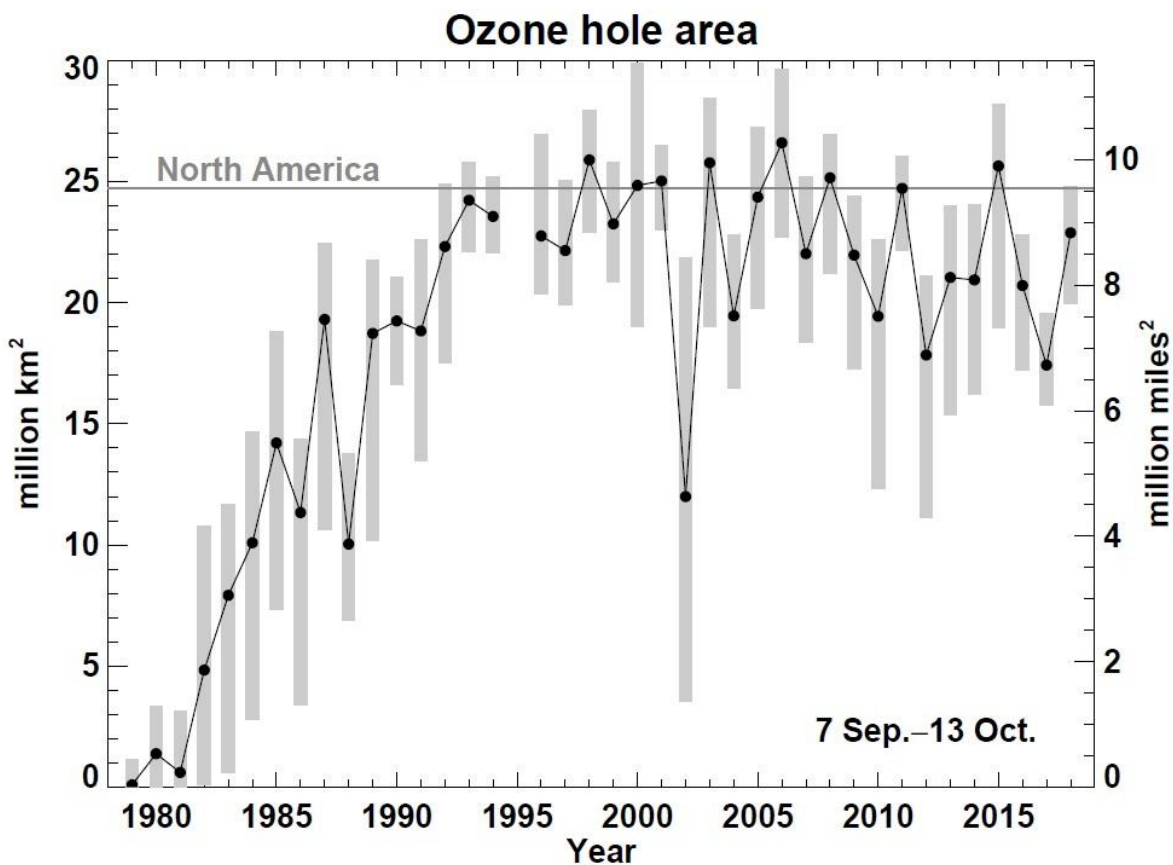 Ozone hole area
30
25
20
15
10
5
0
million km²
North America
10
8
6
4
2
0
million miles²
7 Sep.–13 Oct.
1980 1985 1990 1995 2000 2005 2010 2015
Year